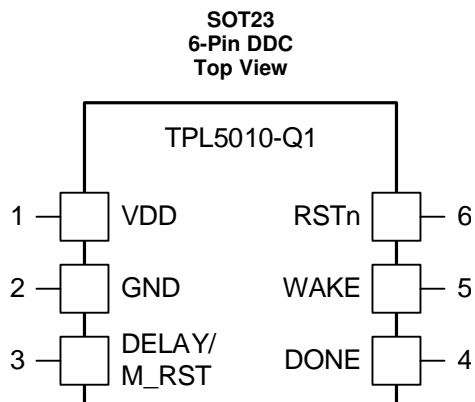 SOT23
6-Pin DDC
Top View
TPL5010-Q1
1 VDD RSTn 6
2 GND WAKE 5
3 DELAY/
M_RST DONE 4